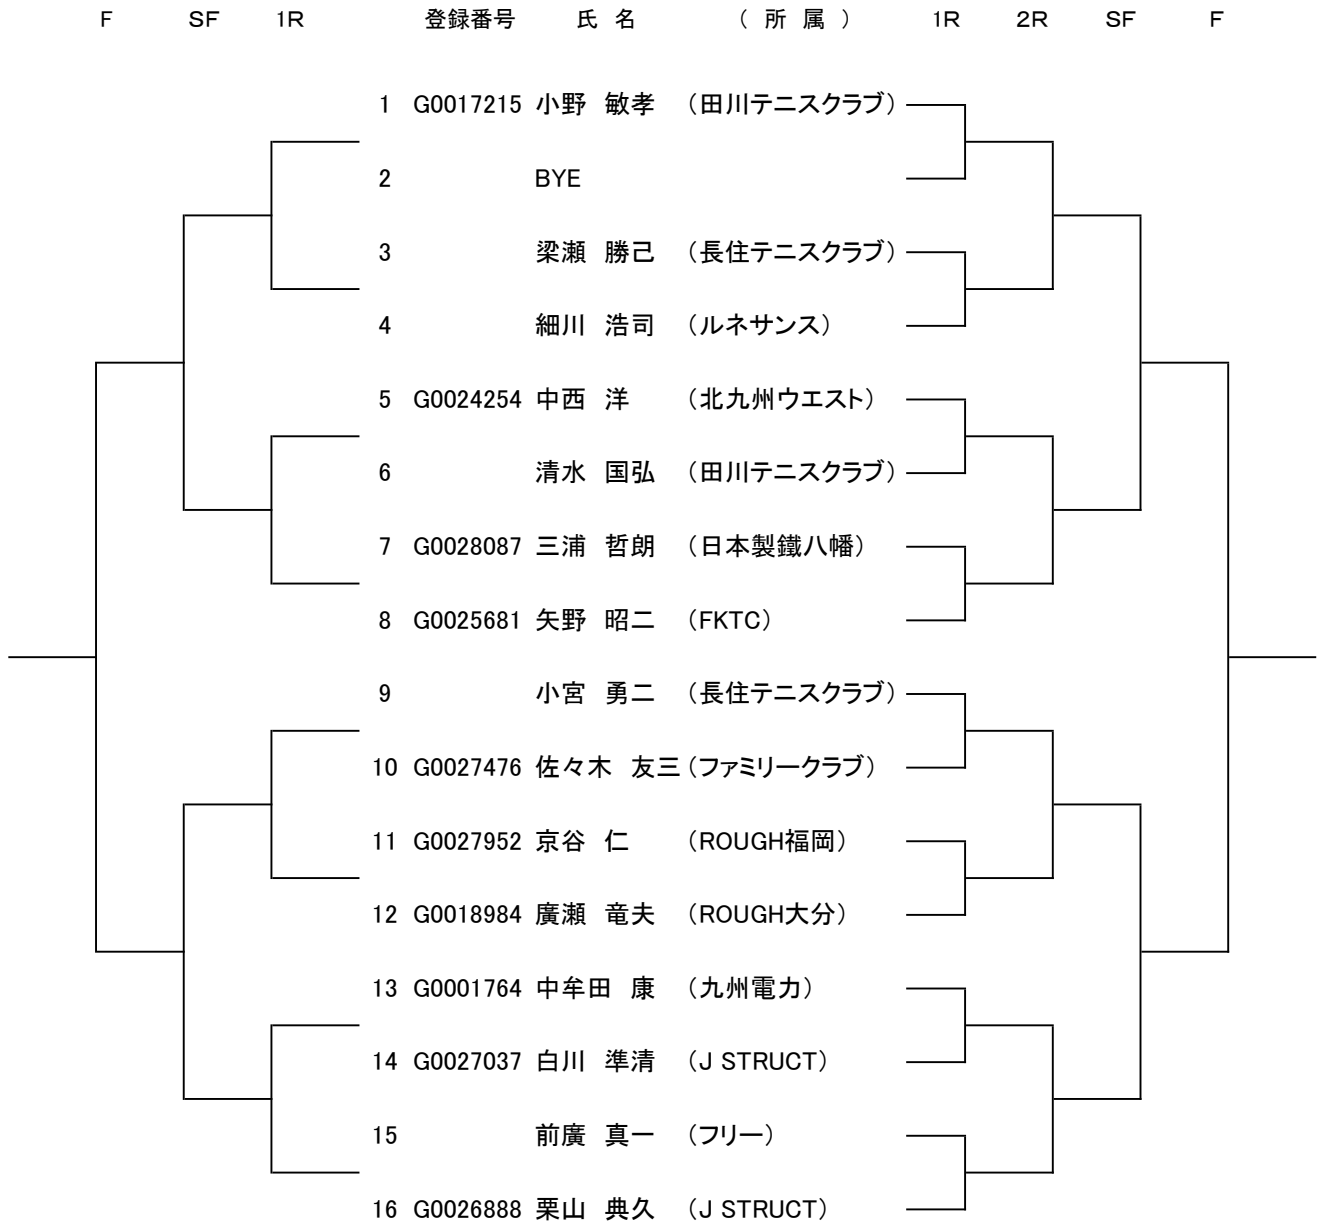 F SF 1R 登録番号 氏 名 （ 所 属 ） 1R 2R SF F
1 G0017215 小野 敏孝 （田川テニスクラブ）
2 BYE
3 梁瀬 勝己 （長住テニスクラブ）
4 細川 浩司 （ルネサンス）
5 G0024254 中西 洋 （北九州ウエスト）
6 清水 国弘 （田川テニスクラブ）
7 G0028087 三浦 哲朗 （日本製鐵八幡）
8 G0025681 矢野 昭二 （FKTC）
9 小宮 勇二 （長住テニスクラブ）
10 G0027476 佐々木 友三 （ファミリークラブ）
11 G0027952 京谷 仁 （ROUGH福岡）
12 G0018984 廣瀬 竜夫 （ROUGH大分）
13 G0001764 中牟田 康 （九州電力）
14 G0027037 白川 準清 （J STRUCT）
15 前廣 真一 （フリー）
16 G0026888 栗山 典久 （J STRUCT）